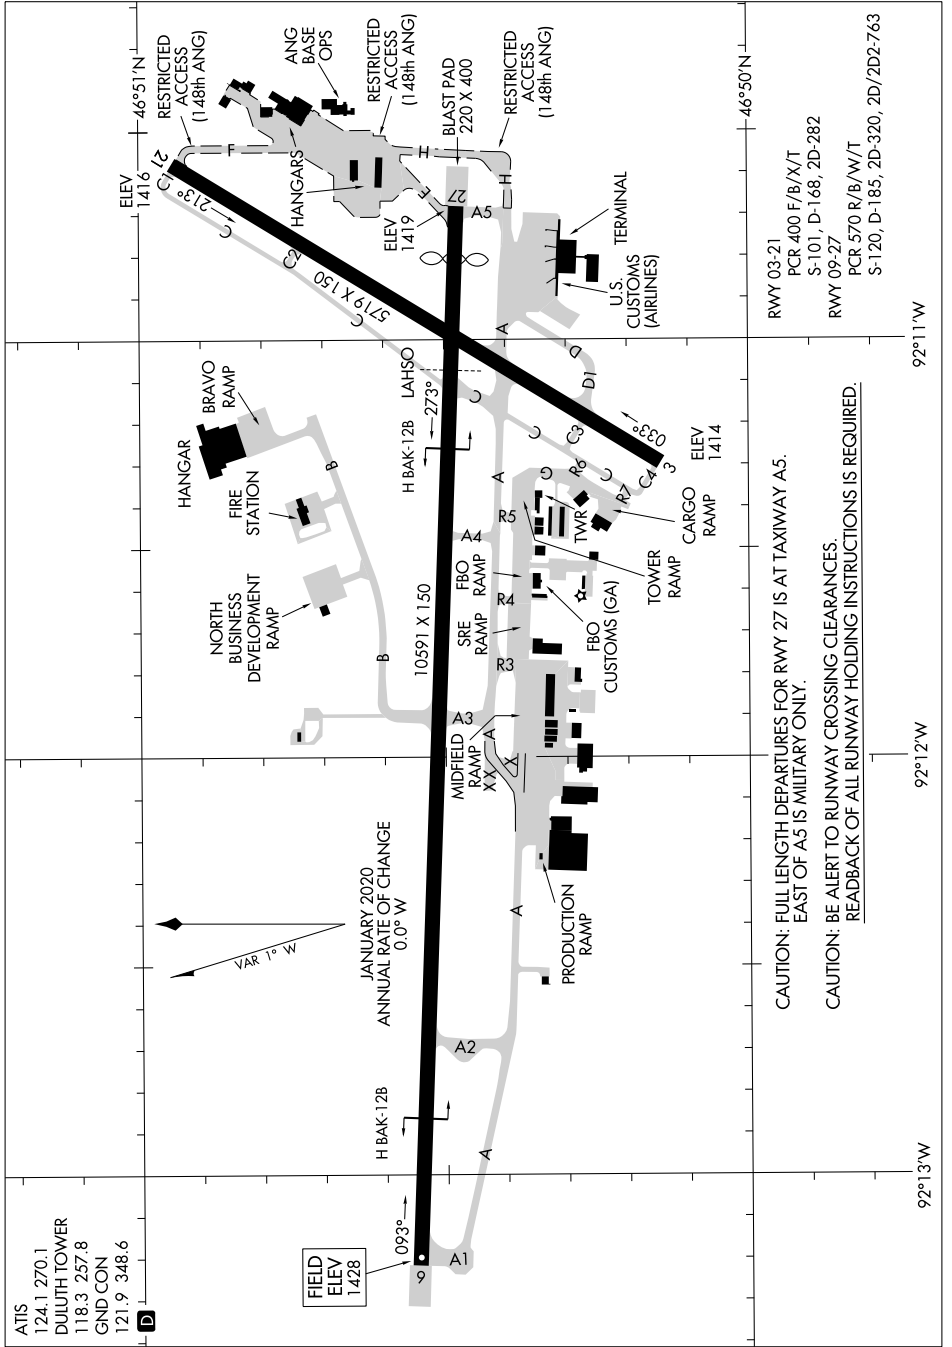 ATIS
124.1 270.1
DULUTH TOWER
118.3 257.8
GND CON
121.9 348.6
D
FIELD
ELEV
1428
9
093°
A1
A
H BAK-12B
A2
VAR 1° W
JANUARY 2020
ANNUAL RATE OF CHANGE
0.0° W
A
PRODUCTION
RAMP
MIDFIELD
RAMP
A3
A
X X
X
B
B
10591 X 150
NORTH
BUSINESS
DEVELOPMENT
RAMP
FIRE
STATION
HANGAR
BRAVO
RAMP
R3
SRE
RAMP
R4
FBO
RAMP
A4
R5
A
FBO
CUSTOMS (GA)
TOWER
RAMP
TWR
G
R6
R7
CARGO
RAMP
C
C4
3
033°
ELEV
1414
C3
C
C
H BAK-12B
273°
LAHSO
D1
D
A
5719 X 150
C
C2
C
213°
C1
21
ELEV
1416
RESTRICTED
ACCESS
(148th ANG)
F
HANGARS
ANG
BASE
OPS
RESTRICTED
ACCESS
(148th ANG)
BLAST PAD
220 X 400
RESTRICTED
ACCESS
(148th ANG)
H
H
E
27
A5
ELEV
1419
U.S.
CUSTOMS
(AIRLINES)
TERMINAL
46°51'N
46°50'N
92°11'W
92°12'W
92°13'W
RWY 03-21
PCR 400 F/B/X/T
S-101, D-168, 2D-282
RWY 09-27
PCR 570 R/B/W/T
S-120, D-185, 2D-320, 2D/2D2-763
CAUTION: FULL LENGTH DEPARTURES FOR RWY 27 IS AT TAXIWAY A5.
EAST OF A5 IS MILITARY ONLY.
CAUTION: BE ALERT TO RUNWAY CROSSING CLEARANCES.
READBACK OF ALL RUNWAY HOLDING INSTRUCTIONS IS REQUIRED.